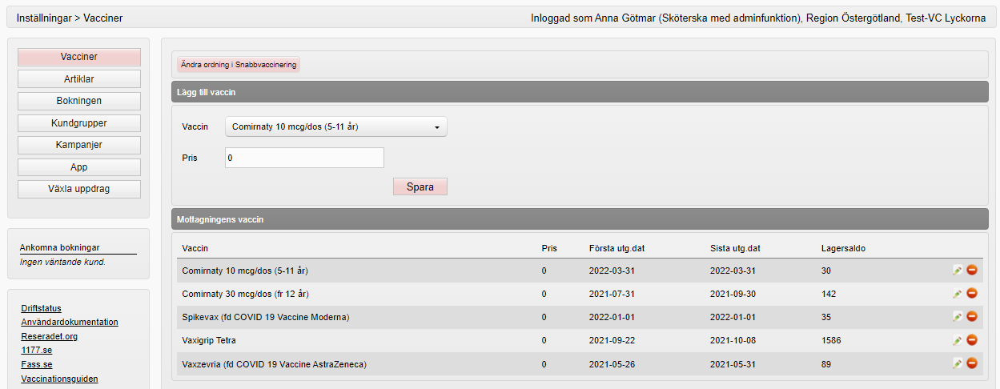 Inställningar > Vacciner
Inloggad som Anna Götmar (Sköterska med adminfunktion), Region Östergötland, Test-VC Lyckorna
Vacciner
Artiklar
Bokningen
Kundgrupper
Kampanjer
App
Växla uppdrag
Ankomna bokningar
Ingen väntande kund.
Driftstatus
Användardokumentation
Reseradet.org
1177.se
Fass.se
Vaccinationsguiden
Ändra ordning i Snabbvaccinering
Lägg till vaccin
Vaccin Comirnaty 10 mcg/dos (5-11 år)
Pris 0
Spara
Mottagningens vaccin
Vaccin Pris Första utg.dat Sista utg.dat Lagersaldo
Comirnaty 10 mcg/dos (5-11 år) 0 2022-03-31 2022-03-31 30
Comirnaty 30 mcg/dos (fr 12 år) 0 2021-07-31 2021-09-30 142
Spikevax (fd COVID 19 Vaccine Moderna) 0 2022-01-01 2022-01-01 35
Vaxigrip Tetra 0 2021-09-22 2021-10-08 1586
Vaxzevria (fd COVID 19 Vaccine AstraZeneca) 0 2021-05-26 2021-05-31 89